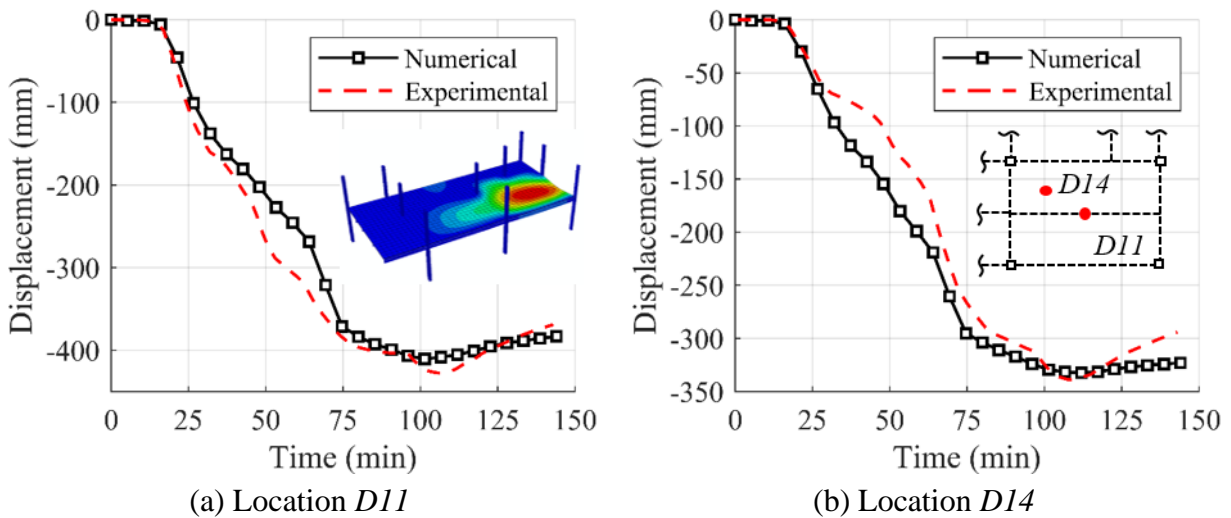 0
-100
-200
-300
-400
Displacement (mm)
Numerical
Experimental
0 25 50 75 100 125 150
Time (min)
(a) Location D11
0
-50
-100
-150
-200
-250
-300
-350
Displacement (mm)
Numerical
Experimental
D14
D11
0 25 50 75 100 125 150
Time (min)
(b) Location D14